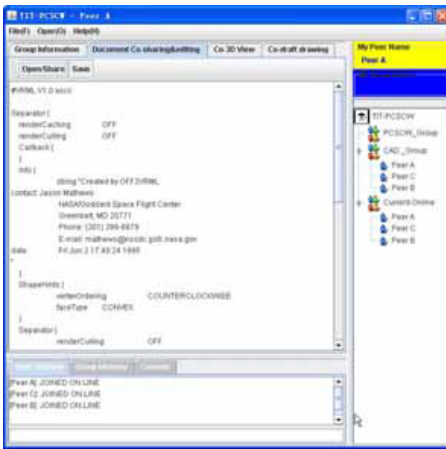 TIT-PCSCW - Peer A
File(F) Open(O) Help(H)
Group Information Document Co-sharing&editing Co-3D View Co-draft drawing
Open/Share Save
#VRML V1.0 ascii
Separator {
renderCaching OFF
renderCulling OFF
Callback {
}
Info {
string "Created by OFF2VRML
contact: Jason Mathews
NASA/Goddard Space Flight Center
Greenbelt, MD 20771
Phone: (301) 286-6879
E-mail: mathews@nssdc.gsfc.nasa.gov
date: Fri Jun 2 17:49:24 1995
"
}
ShapeHints {
vertexOrdering COUNTERCLOCKWISE
faceType CONVEX
}
Separator {
renderCulling OFF
[Peer A]: JOINED ON LINE
[Peer C]: JOINED ON LINE
[Peer B]: JOINED ON LINE
My Peer Name
Peer A
TIT-PCSCW
PCSCW_Group
CAD_Group
Peer A
Peer C
Peer B
Current Online
Peer A
Peer C
Peer B